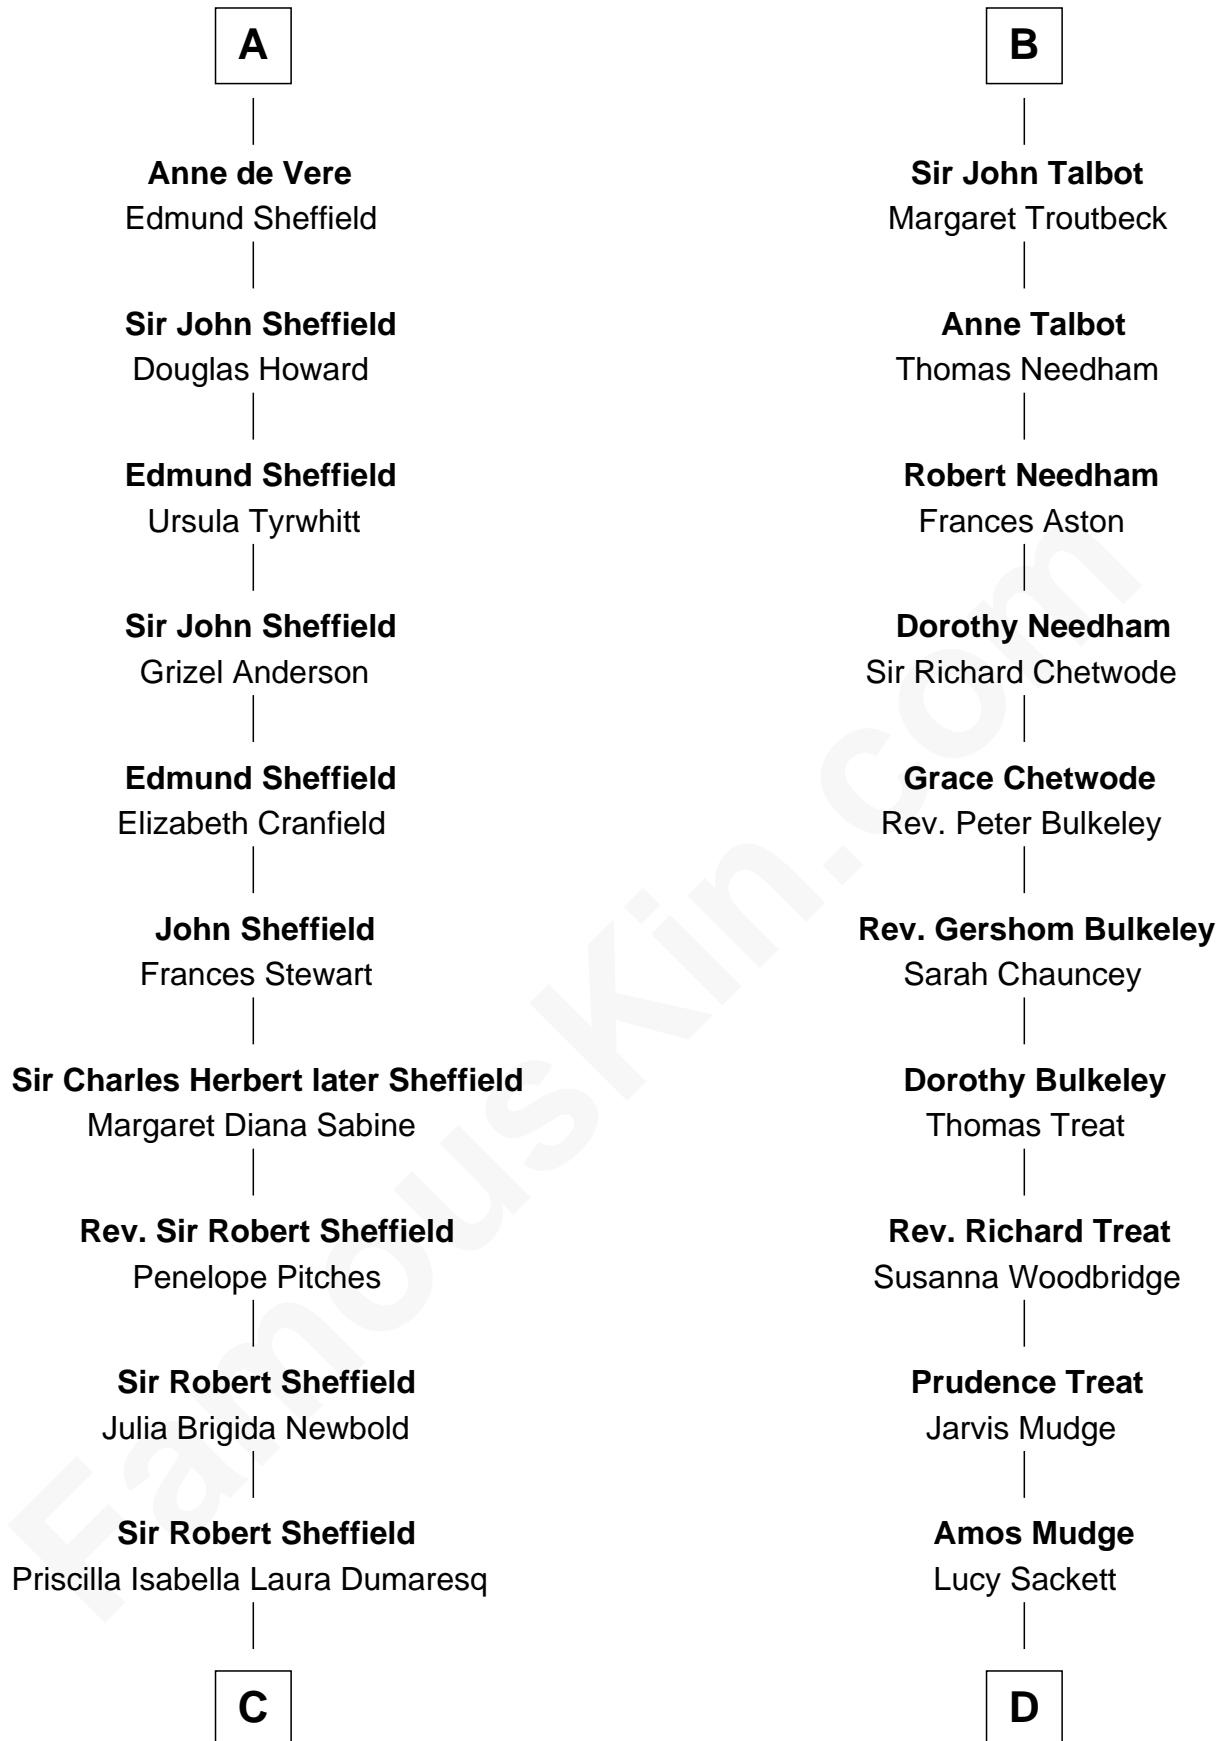 A
Anne de Vere
Edmund Sheffield
Sir John Sheffield
Douglas Howard
Edmund Sheffield
Ursula Tyrwhitt
Sir John Sheffield
Grizel Anderson
Edmund Sheffield
Elizabeth Cranfield
John Sheffield
Frances Stewart
Sir Charles Herbert later Sheffield
Margaret Diana Sabine
Rev. Sir Robert Sheffield
Penelope Pitches
Sir Robert Sheffield
Julia Brigida Newbold
Sir Robert Sheffield
Priscilla Isabella Laura Dumaresq
C
B
Sir John Talbot
Margaret Troutbeck
Anne Talbot
Thomas Needham
Robert Needham
Frances Aston
Dorothy Needham
Sir Richard Chetwode
Grace Chetwode
Rev. Peter Bulkeley
Rev. Gershom Bulkeley
Sarah Chauncey
Dorothy Bulkeley
Thomas Treat
Rev. Richard Treat
Susanna Woodbridge
Prudence Treat
Jarvis Mudge
Amos Mudge
Lucy Sackett
D
FamousKin.com